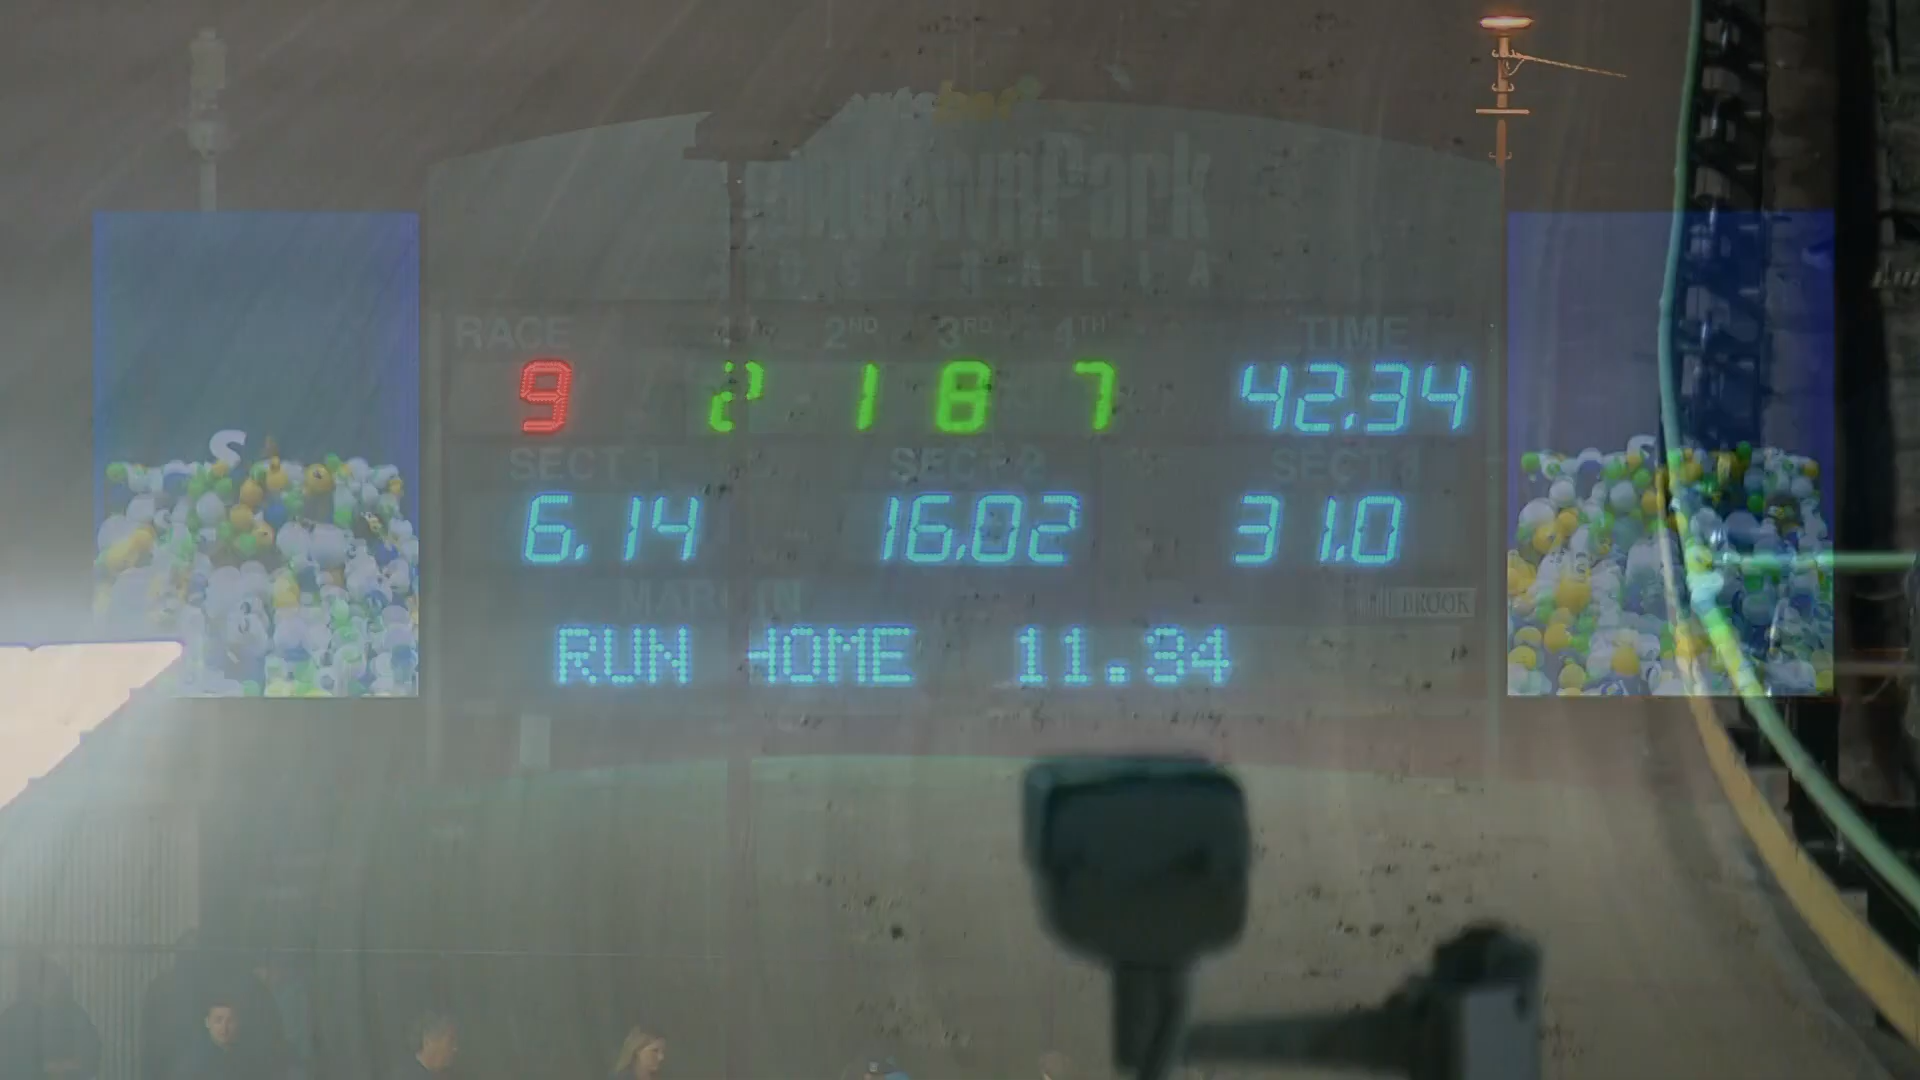 RACE 2ND 3RD 4TH TIME
9 2 1 8 7 42.34
SECT 1 SECT 2 SECT 3
6.14 16.02 31.0
MARGIN
RUN HOME 11.34